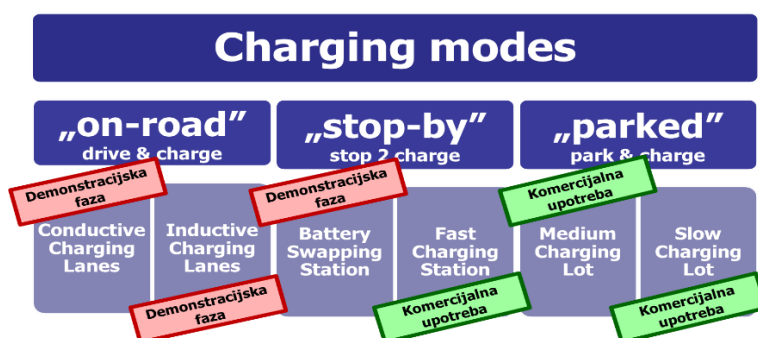 Charging modes
„on-road”
drive & charge
„stop-by”
stop 2 charge
„parked”
park & charge
Demonstracijska
faza
Conductive
Charging
Lanes
Inductive
Charging
Lanes
Demonstracijska
faza
Demonstracijska
faza
Battery
Swapping
Station
Fast
Charging
Station
Komercijalna
upotreba
Komercijalna
upotreba
Medium
Charging
Lot
Slow
Charging
Lot
Komercijalna
upotreba